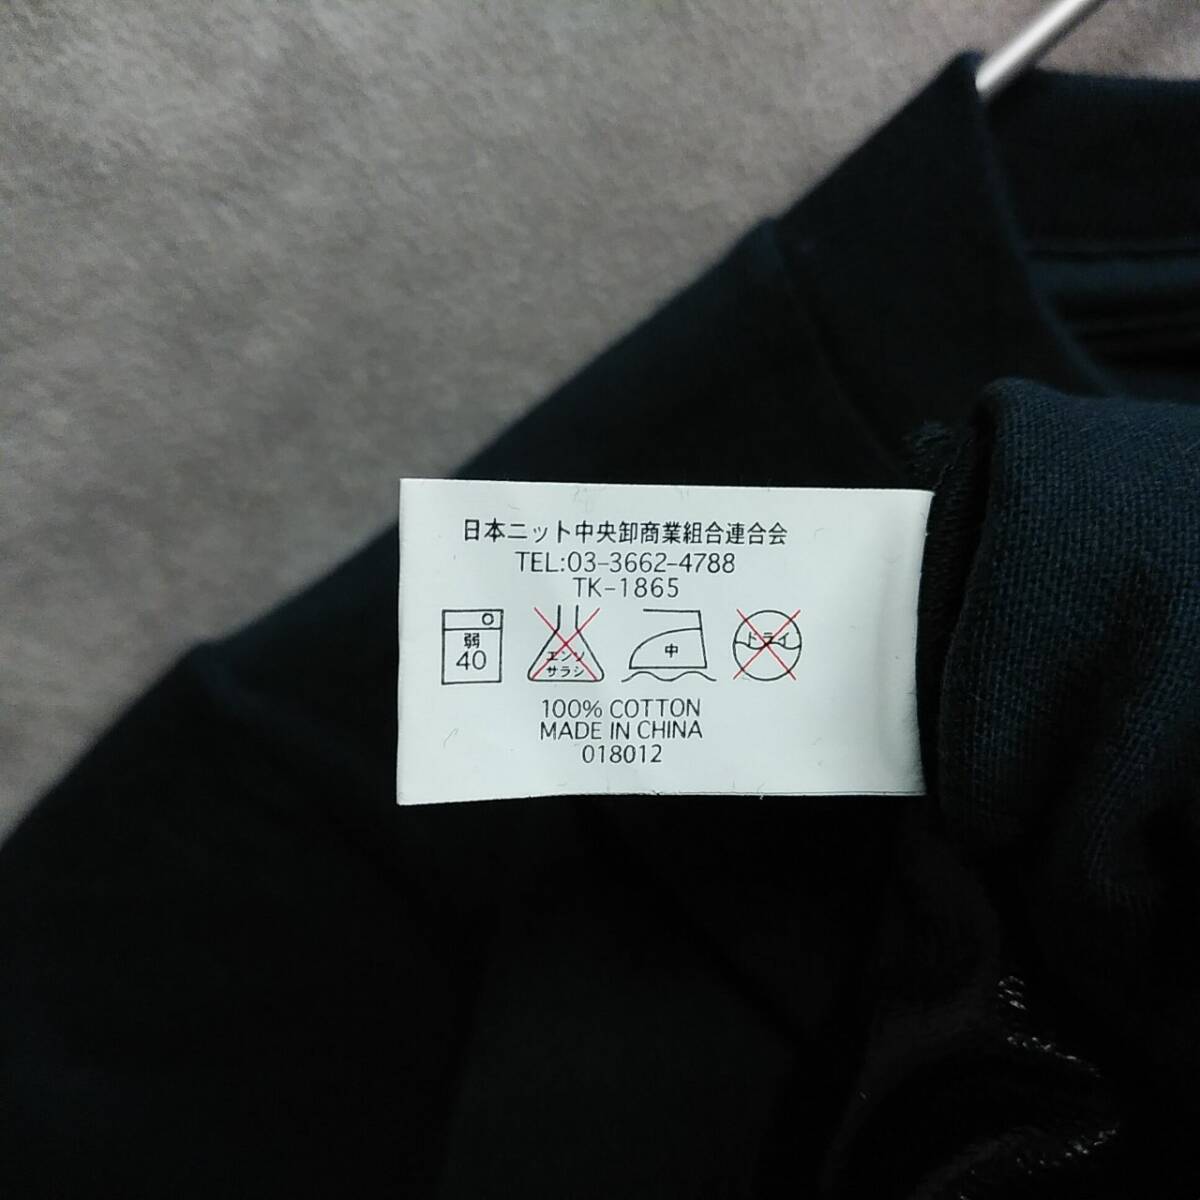 日本ニット中央卸商業組合連合会
TEL:03-3662-4788
TK-1865
弱
40
エンソ
サラシ
中
ドライ
100% COTTON
MADE IN CHINA
018012